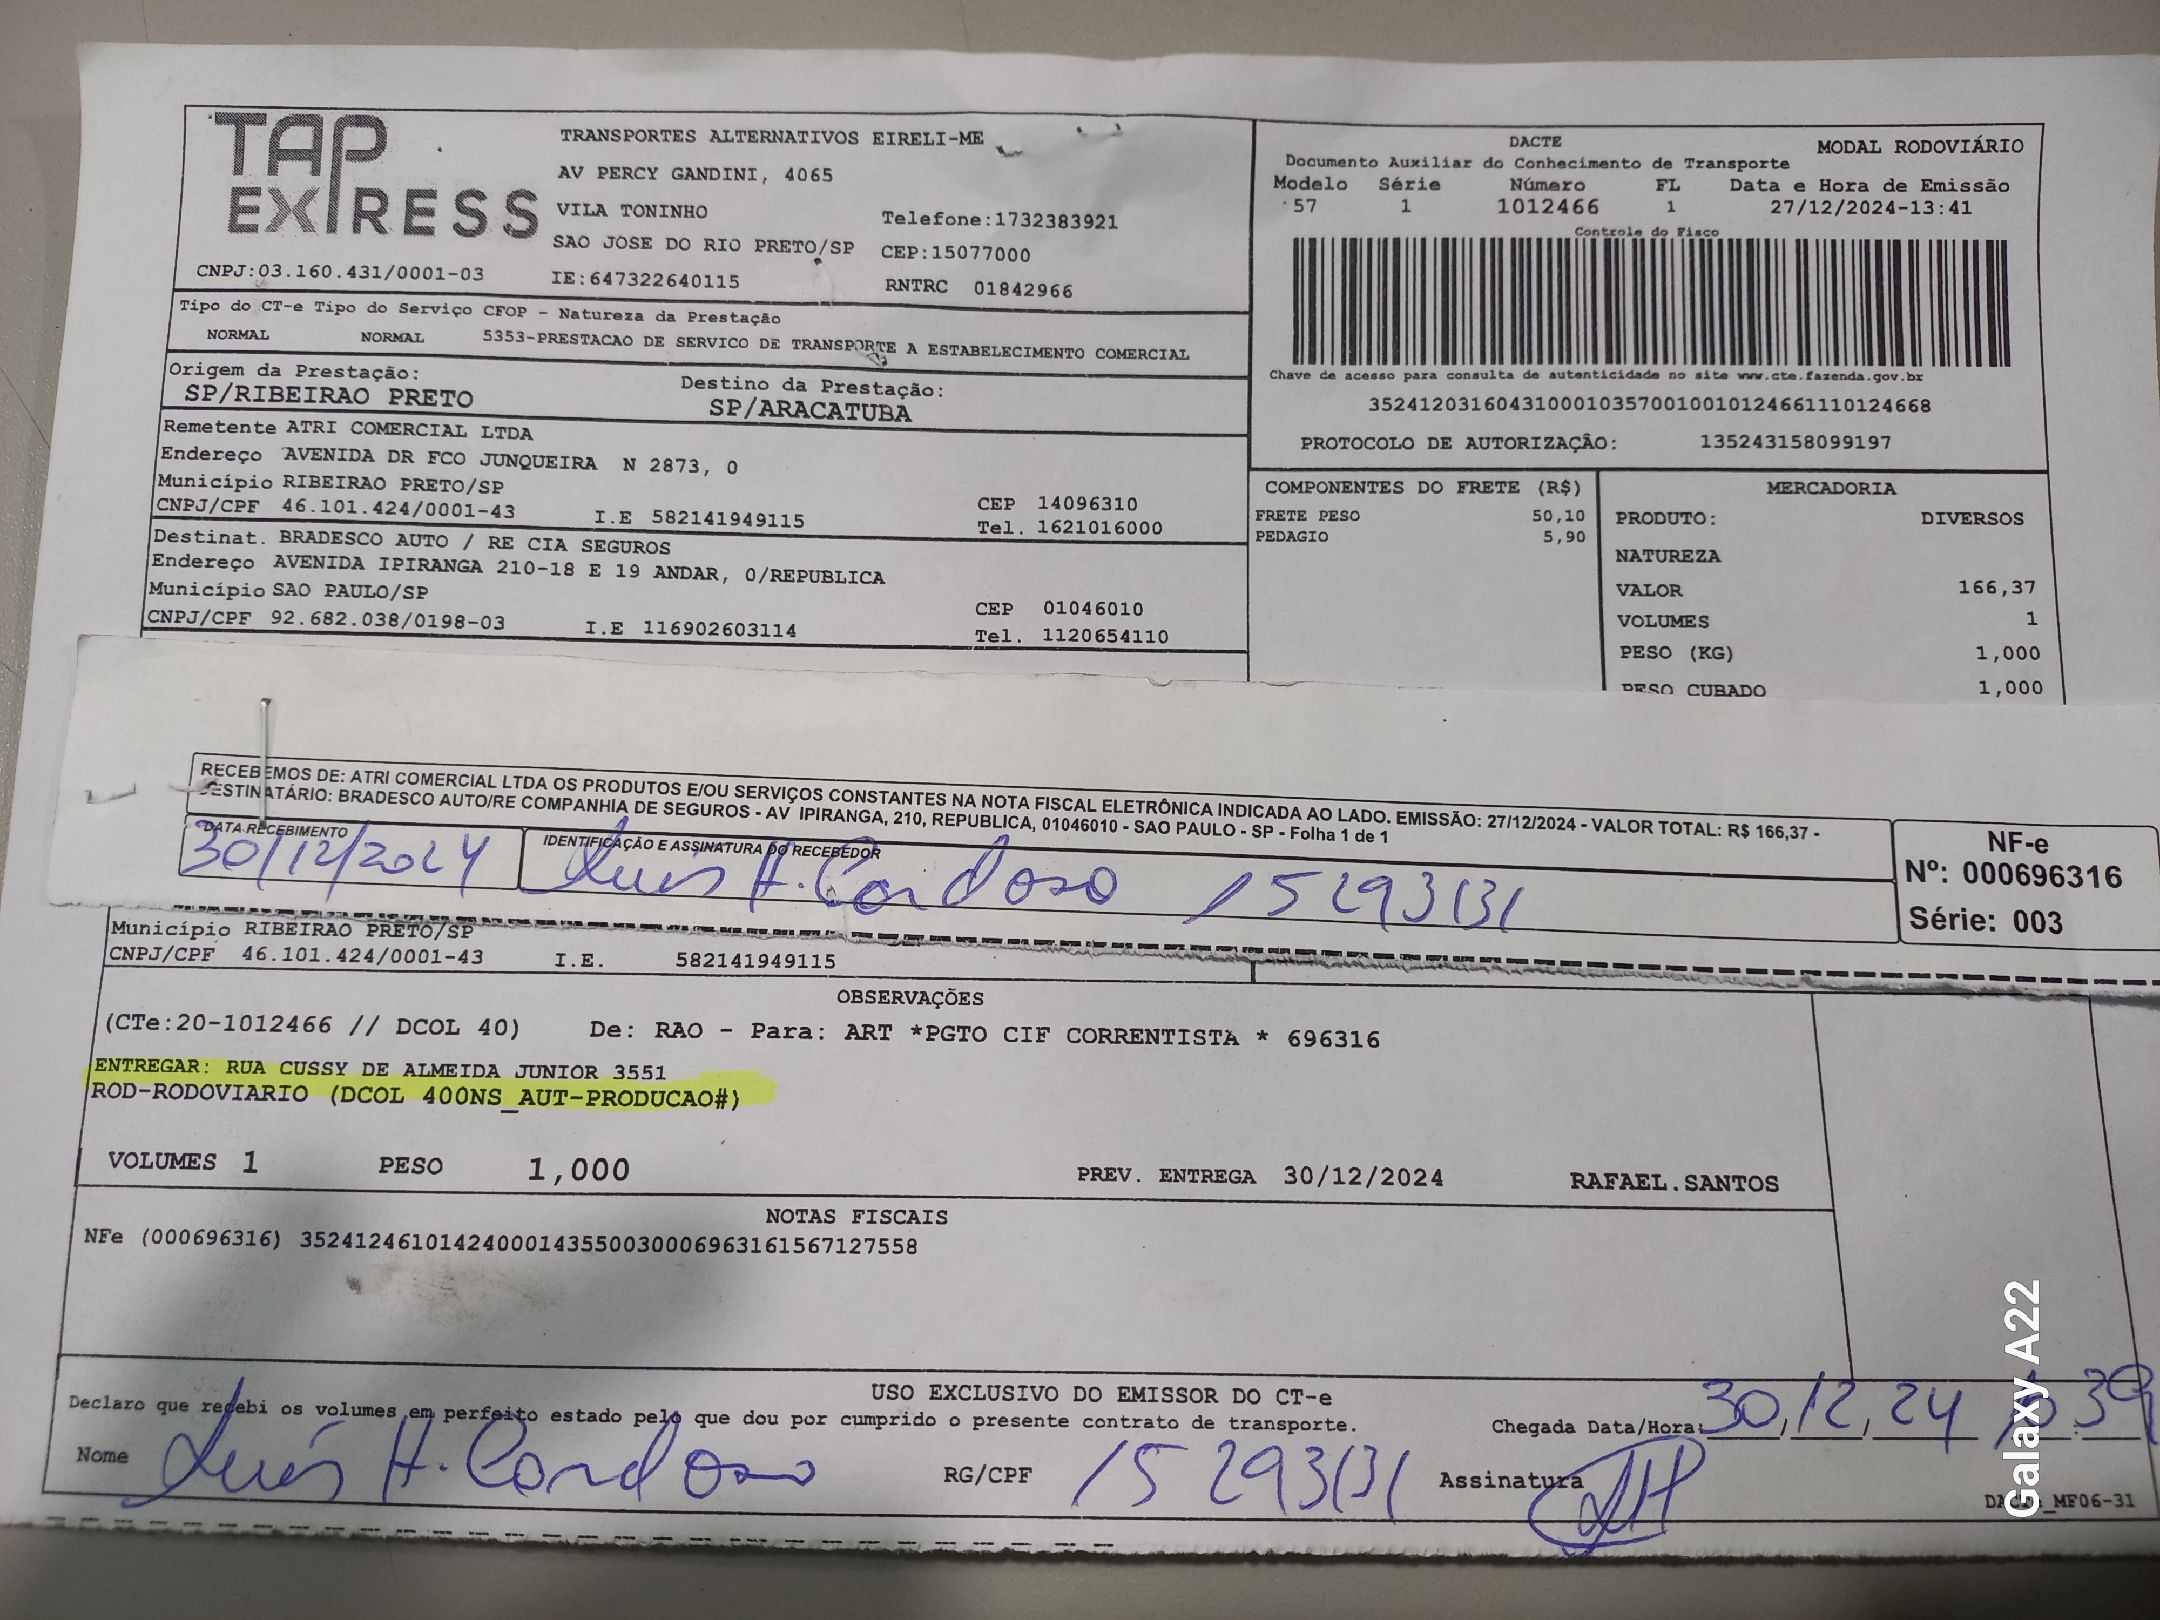 TAP EXPRESS
TRANSPORTES ALTERNATIVOS EIRELI-ME
AV PERCY GANDINI, 4065
VILA TONINHO
Telefone:1732383921
SAO JOSE DO RIO PRETO/SP CEP:15077000
CNPJ:03.160.431/0001-03 IE:647322640115 RNTRC 01842966
Tipo do CT-e Tipo do Serviço CFOP - Natureza da Prestação
NORMAL NORMAL 5353-PRESTACAO DE SERVICO DE TRANSPORTE A ESTABELECIMENTO COMERCIAL
Origem da Prestação: Destino da Prestação:
SP/RIBEIRAO PRETO SP/ARACATUBA
Remetente ATRI COMERCIAL LTDA
Endereço AVENIDA DR FCO JUNQUEIRA N 2873, 0
Município RIBEIRAO PRETO/SP CEP 14096310
CNPJ/CPF 46.101.424/0001-43 I.E 582141949115 Tel. 1621016000
Destinat. BRADESCO AUTO / RE CIA SEGUROS
Endereço AVENIDA IPIRANGA 210-18 E 19 ANDAR, 0/REPUBLICA
Município SAO PAULO/SP CEP 01046010
CNPJ/CPF 92.682.038/0198-03 I.E 116902603114 Tel. 1120654110
DACTE MODAL RODOVIÁRIO
Documento Auxiliar do Conhecimento de Transporte
Modelo Série Número FL Data e Hora de Emissão
57 1 1012466 1 27/12/2024-13:41
Controle do Fisco
Chave de acesso para consulta de autenticidade no site www.cte.fazenda.gov.br
35241203160431000103570010010124661110124668
PROTOCOLO DE AUTORIZAÇÃO: 135243158099197
COMPONENTES DO FRETE (R$)
FRETE PESO 50,10
PEDAGIO 5,90
MERCADORIA
PRODUTO: DIVERSOS
NATUREZA
VALOR 166,37
VOLUMES 1
PESO (KG) 1,000
PESO CUBADO 1,000
RECEBEMOS DE: ATRI COMERCIAL LTDA OS PRODUTOS E/OU SERVIÇOS CONSTANTES NA NOTA FISCAL ELETRÔNICA INDICADA AO LADO. EMISSÃO: 27/12/2024 - VALOR TOTAL: R$ 166,37 -
DESTINATÁRIO: BRADESCO AUTO/RE COMPANHIA DE SEGUROS - AV IPIRANGA, 210, REPUBLICA, 01046010 - SAO PAULO - SP - Folha 1 de 1
DATA RECEBIMENTO IDENTIFICAÇÃO E ASSINATURA DO RECEBEDOR
30/12/2024 Luís H. Cardoso 15293131
NF-e
Nº: 000696316
Série: 003
Município RIBEIRAO PRETO/SP
CNPJ/CPF 46.101.424/0001-43 I.E. 582141949115
OBSERVAÇÕES
(CTe:20-1012466 // DCOL 40) De: RAO - Para: ART *PGTO CIF CORRENTISTA * 696316
ENTREGAR: RUA CUSSY DE ALMEIDA JUNIOR 3551
ROD-RODOVIARIO (DCOL 400NS_AUT-PRODUCAO#)
VOLUMES 1 PESO 1,000 PREV. ENTREGA 30/12/2024 RAFAEL.SANTOS
NOTAS FISCAIS
NFe (000696316) 35241246101424000143550030006963161567127558
USO EXCLUSIVO DO EMISSOR DO CT-e
Declaro que recebi os volumes em perfeito estado pelo que dou por cumprido o presente contrato de transporte.
Chegada Data/Hora: 30/12/24
Nome Luís H. Cardoso RG/CPF 15293131 Assinatura
MF06-31
Galaxy A22